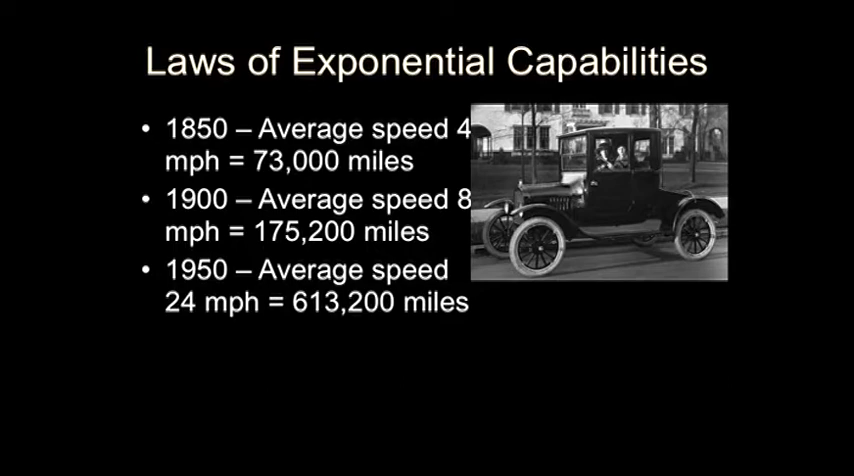 Laws of Exponential Capabilities
• 1850 – Average speed 4
mph = 73,000 miles
• 1900 – Average speed 8
mph = 175,200 miles
• 1950 – Average speed
24 mph = 613,200 miles